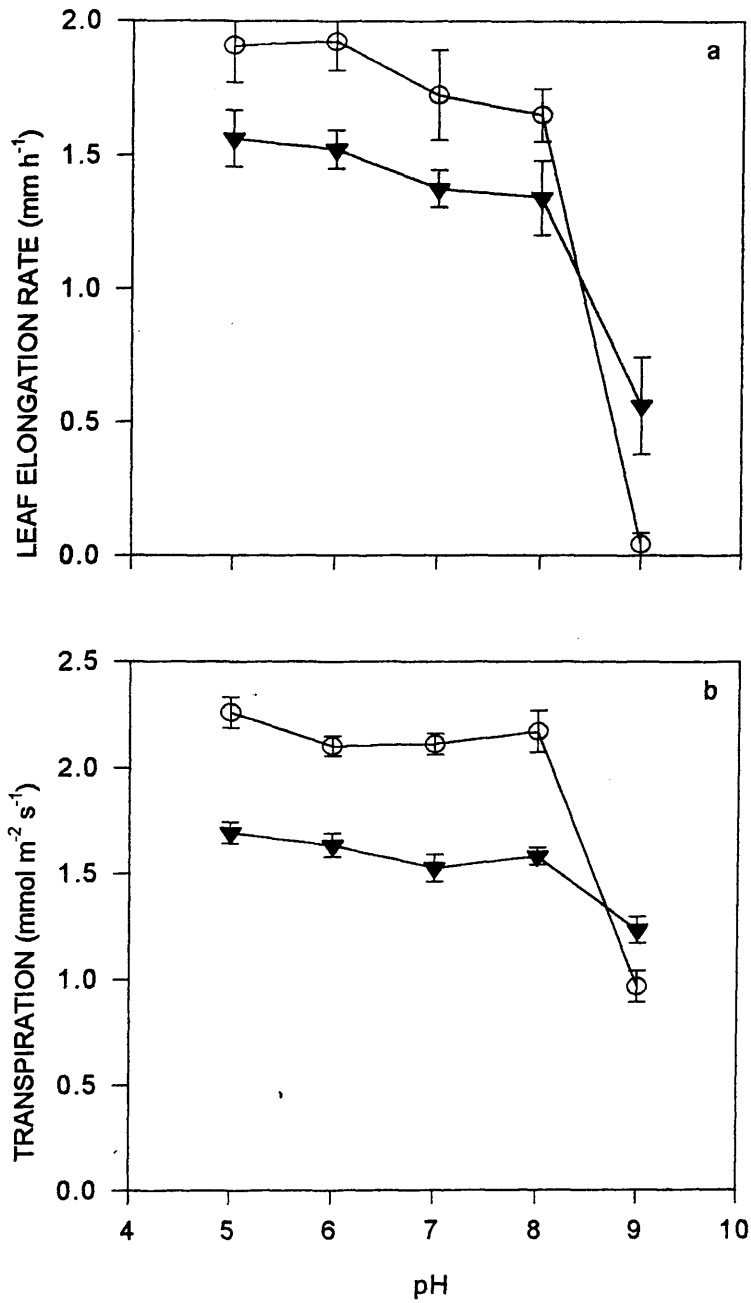 a
LEAF ELONGATION RATE (mm h⁻¹)
2.0
1.5
1.0
0.5
0.0
b
TRANSPIRATION (mmol m⁻² s⁻¹)
2.5
2.0
1.5
1.0
0.5
0.0
4 5 6 7 8 9 10
pH